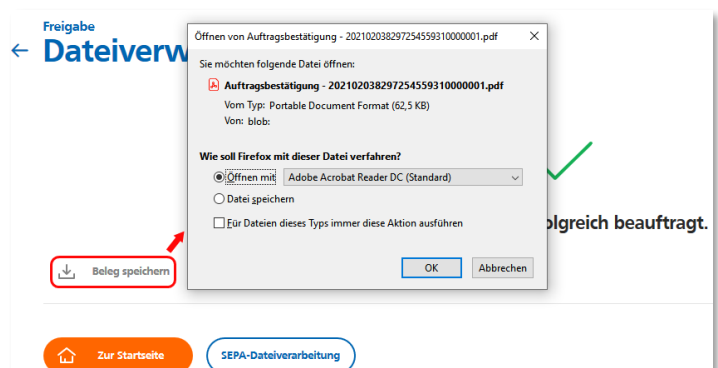 Freigabe
← Dateiverw
Öffnen von Auftragsbestätigung - 20210203829725455931000001.pdf
Sie möchten folgende Datei öffnen:
Auftragsbestätigung - 20210203829725455931000001.pdf
Vom Typ: Portable Document Format (62,5 KB)
Von: blob:
Wie soll Firefox mit dieser Datei verfahren?
Öffnen mit Adobe Acrobat Reader DC (Standard)
Datei speichern
Für Dateien dieses Typs immer diese Aktion ausführen
OK Abbrechen
olgreich beauftragt.
Beleg speichern
Zur Startseite SEPA-Dateiverarbeitung